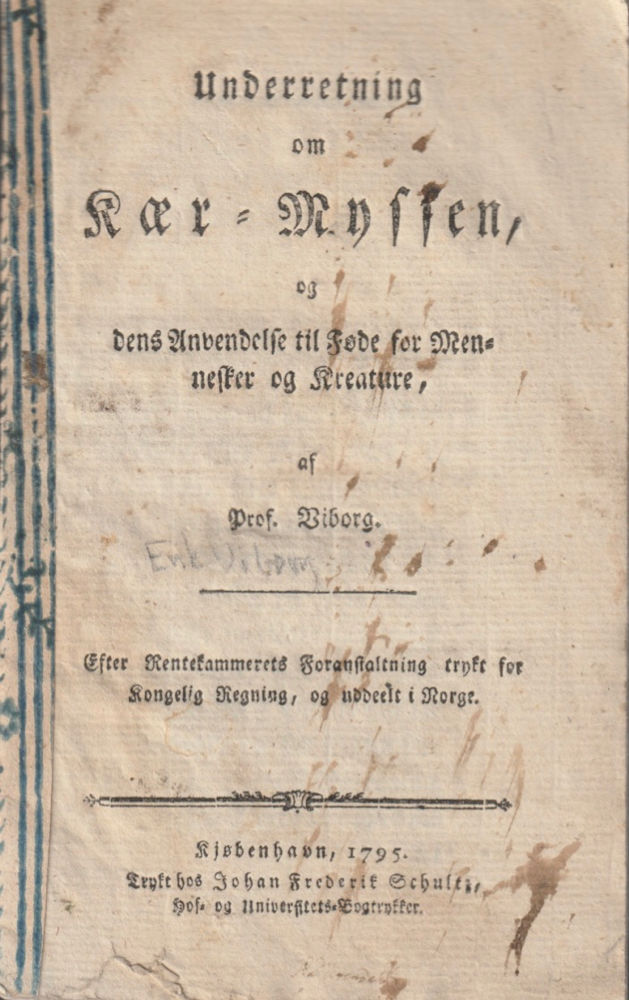 Underretning
om
Kær-Myssen,
og
dens Anvendelse til Føde for Men-
nesker og Kreature,
af
Prof. Viborg.
Erik Viborg
Efter Rentekammerets Foranstaltning trykt for
Kongelig Regning, og uddeelt i Norge.
Kjøbenhavn, 1795.
Trykt hos Johan Frederik Schultz,
Hof- og Universitets-Bogtrykker.